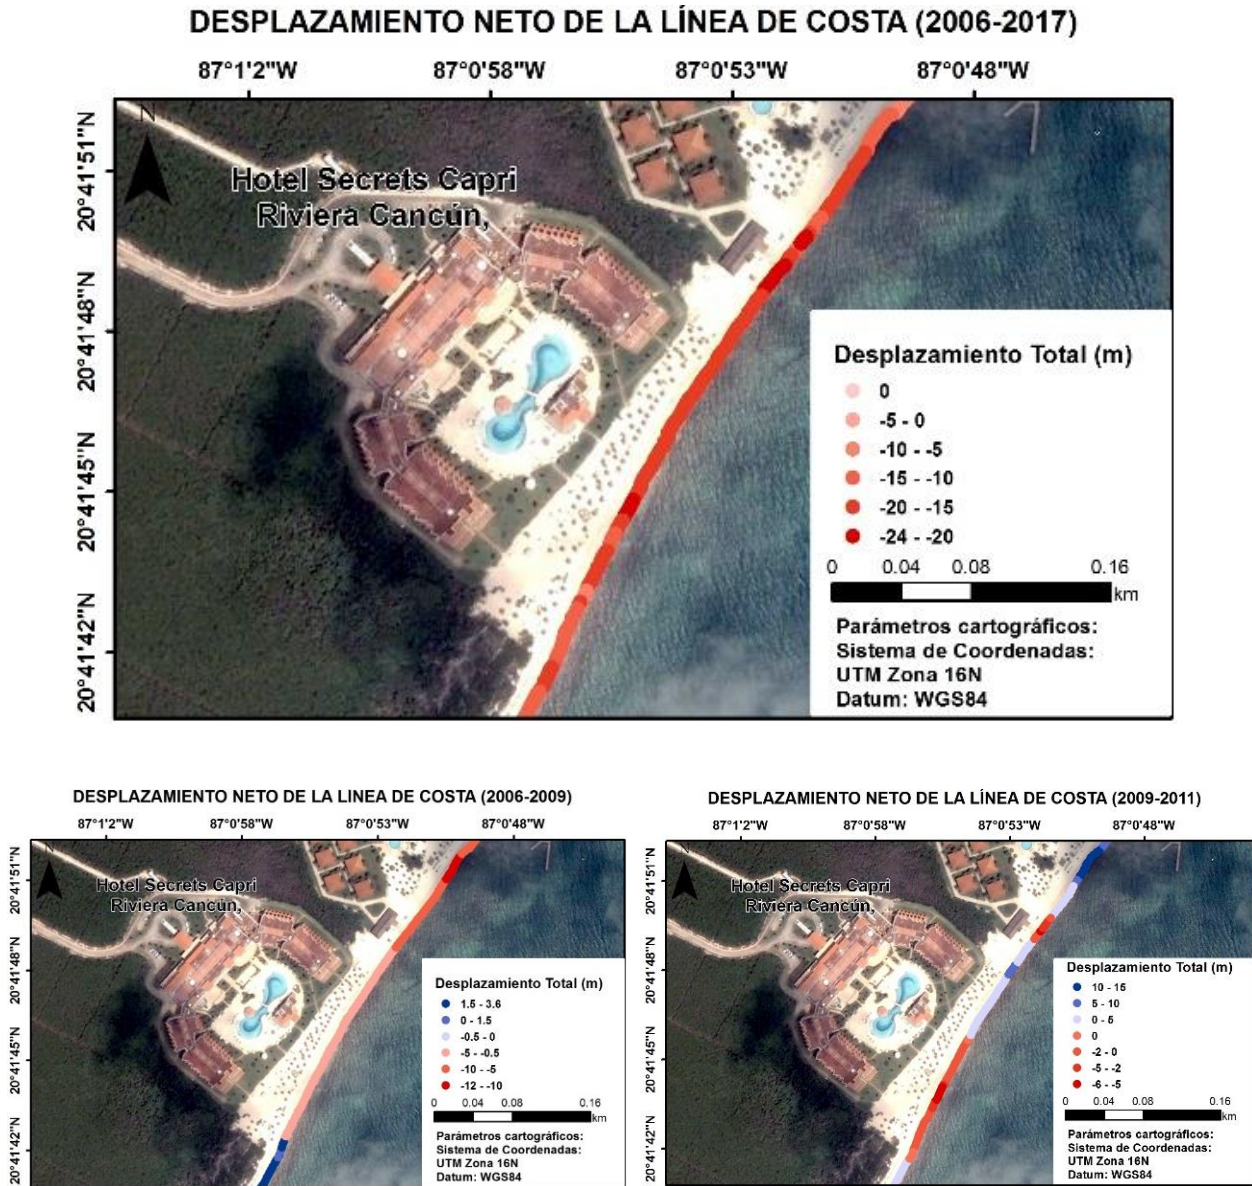 DESPLAZAMIENTO NETO DE LA LÍNEA DE COSTA (2006-2017)
87°1'2"W 87°0'58"W 87°0'53"W 87°0'48"W
N
20°41'51"N
20°41'48"N
20°41'45"N
20°41'42"N
Hotel Secrets Capri
Riviera Cancún,
Desplazamiento Total (m)
0
-5 - 0
-10 - -5
-15 - -10
-20 - -15
-24 - -20
0 0.04 0.08 0.16
km
Parámetros cartográficos:
Sistema de Coordenadas:
UTM Zona 16N
Datum: WGS84
DESPLAZAMIENTO NETO DE LA LINEA DE COSTA (2006-2009)
87°1'2"W 87°0'58"W 87°0'53"W 87°0'48"W
N
20°41'51"N
20°41'48"N
20°41'45"N
20°41'42"N
Hotel Secrets Capri
Riviera Cancún,
Desplazamiento Total (m)
1.5 - 3.6
0 - 1.5
-0.5 - 0
-5 - -0.5
-10 - -5
-12 - -10
0 0.04 0.08 0.16
km
Parámetros cartográficos:
Sistema de Coordenadas:
UTM Zona 16N
Datum: WGS84
DESPLAZAMIENTO NETO DE LA LÍNEA DE COSTA (2009-2011)
87°1'2"W 87°0'58"W 87°0'53"W 87°0'48"W
N
20°41'51"N
20°41'48"N
20°41'45"N
20°41'42"N
Hotel Secrets Capri
Riviera Cancún,
Desplazamiento Total (m)
10 - 15
5 - 10
0 - 5
0
-2 - 0
-5 - -2
-6 - -5
0 0.04 0.08 0.16
km
Parámetros cartográficos:
Sistema de Coordenadas:
UTM Zona 16N
Datum: WGS84